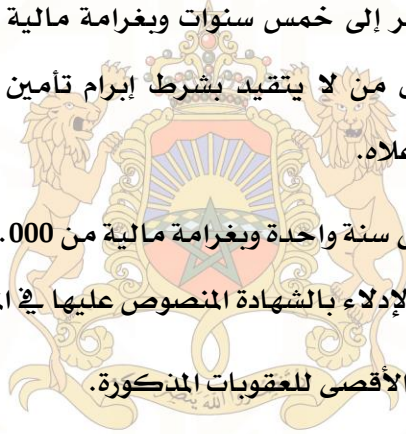 ر إلى خمس سنوات وبغرامة مالية
من لا يتقيد بشرط إبرام تأمين
علاه.
سنة واحدة وبغرامة مالية من 000.
لإدلاء بالشهادة المنصوص عليها في
الأقصى للعقوبات المذكورة.